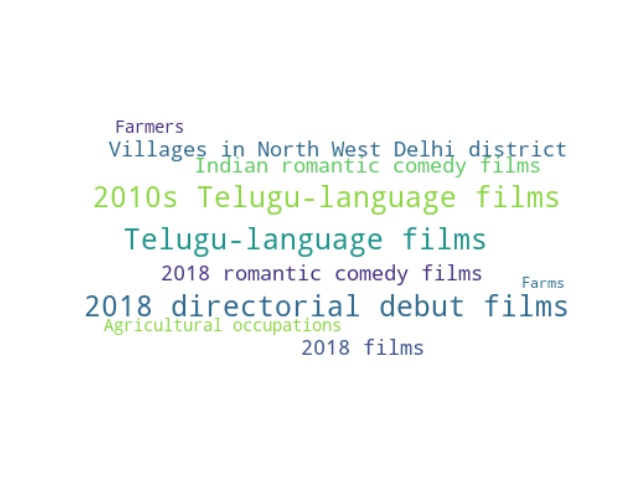 Farmers
Villages in North West Delhi district
Indian romantic comedy films
2010s Telugu-language films
Telugu-language films
2018 romantic comedy films
Farms
2018 directorial debut films
Agricultural occupations
2018 films